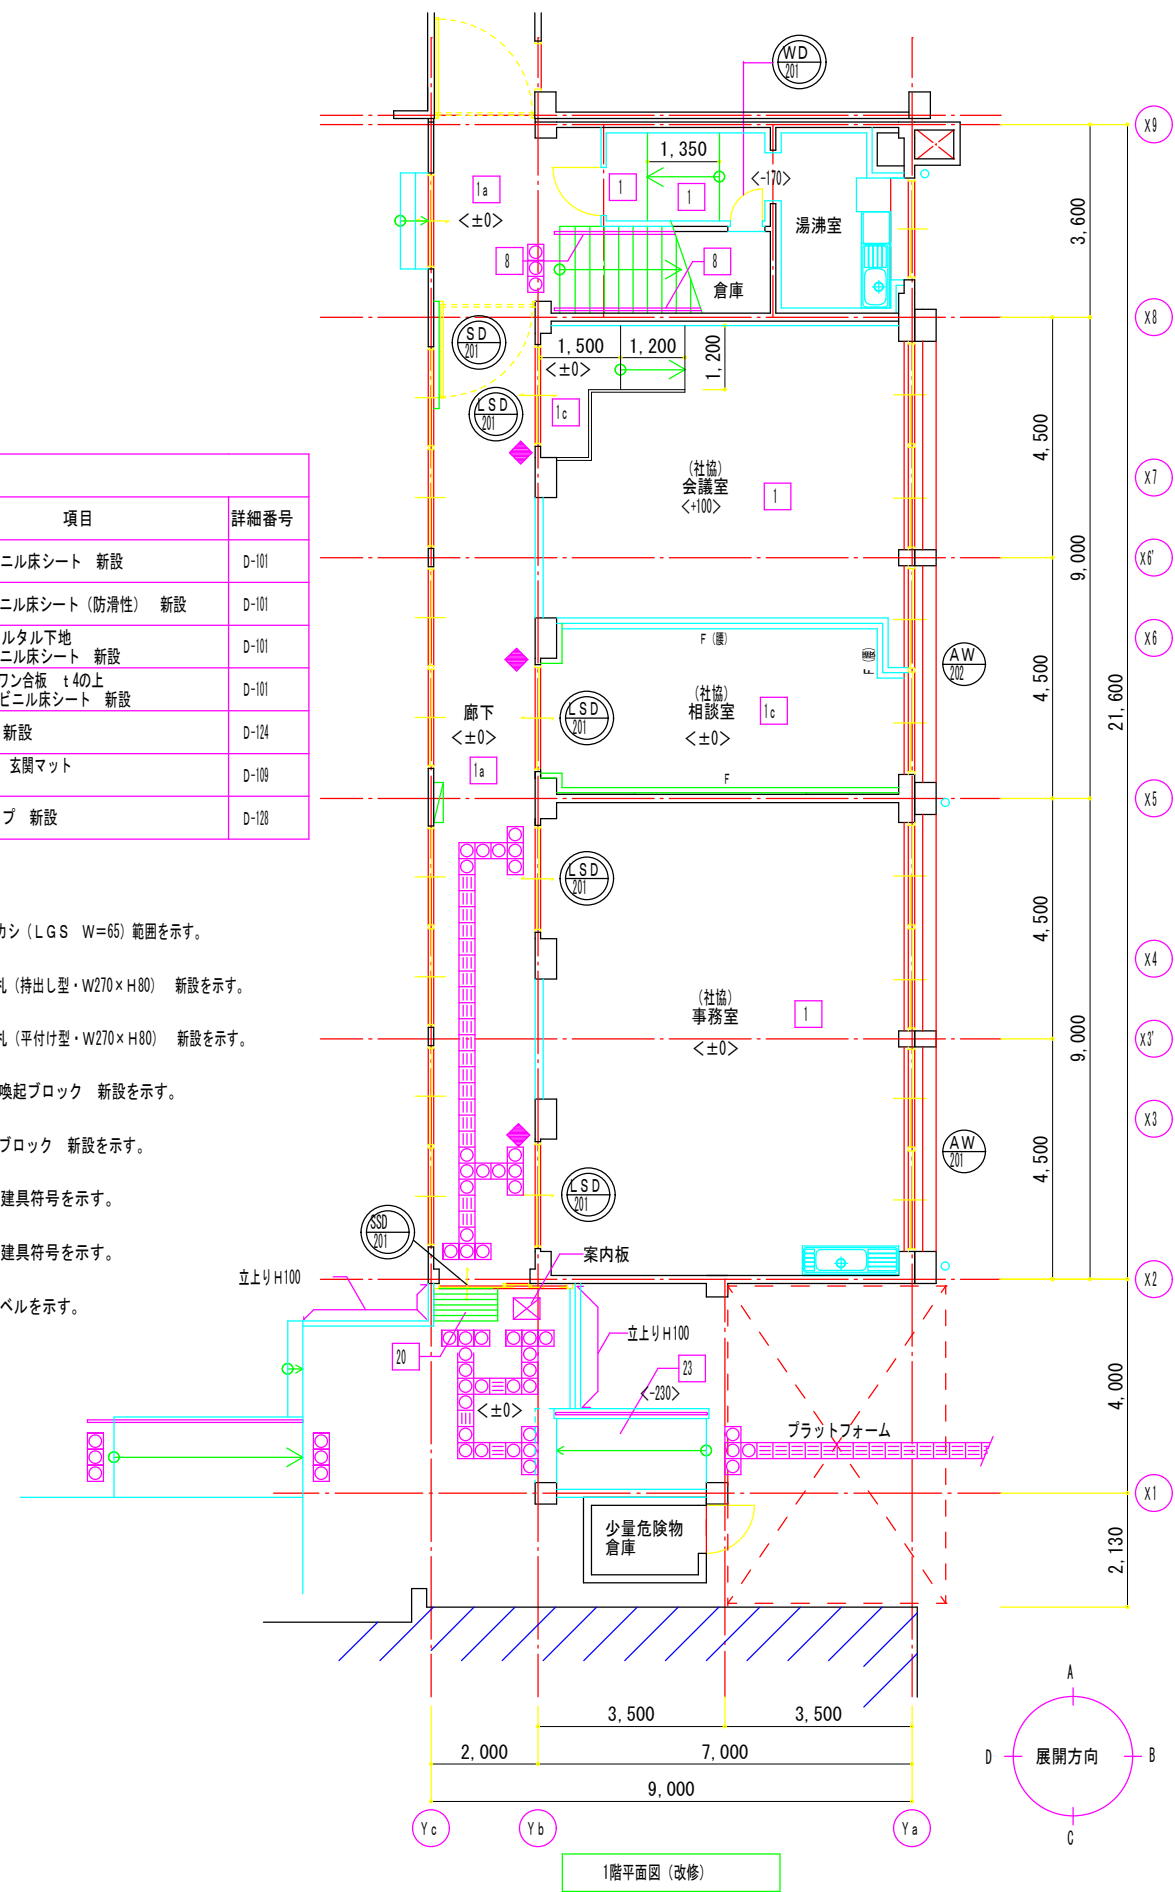 WD
201
X9
1,350
1a
1
1
<-170>
<±0>
湯沸室
3,600
8
8
倉庫
X8
SD
201
1,500
1,200
1,200
<±0>
LSD
201
1c
4,500
(社協)
会議室
<+100>
1
X7
項目
詳細番号
ニル床シート 新設
D-101
9,000
X6'
ニル床シート(防滑性) 新設
D-101
ルタル下地
ニル床シート 新設
D-101
F(腰)
F(腰)
X6
AW
202
ワン合板 t4の上
ビニル床シート 新設
D-101
(社協)
相談室
1c
<±0>
4,500
21,600
廊下
<±0>
LSD
201
新設
D-124
玄関マット
D-109
1a
F
X5
プ 新設
D-128
LSD
201
カシ(LGS W=65)範囲を示す。
4,500
札(持出し型・W270×H80) 新設を示す。
X4
(社協)
事務室
1
<±0>
札(平付け型・W270×H80) 新設を示す。
9,000
X3'
喚起ブロック 新設を示す。
X3
ブロック 新設を示す。
AW
201
4,500
建具符号を示す。
LSD
201
SSD
201
建具符号を示す。
案内板
立上りH100
X2
ベルを示す。
立上りH100
20
23
<-230>
<±0>
4,000
プラットフォーム
X1
少量危険物
倉庫
2,130
A
3,500
3,500
2,000
7,000
D
展開方向
B
9,000
C
Yc
Yb
Ya
1階平面図(改修)